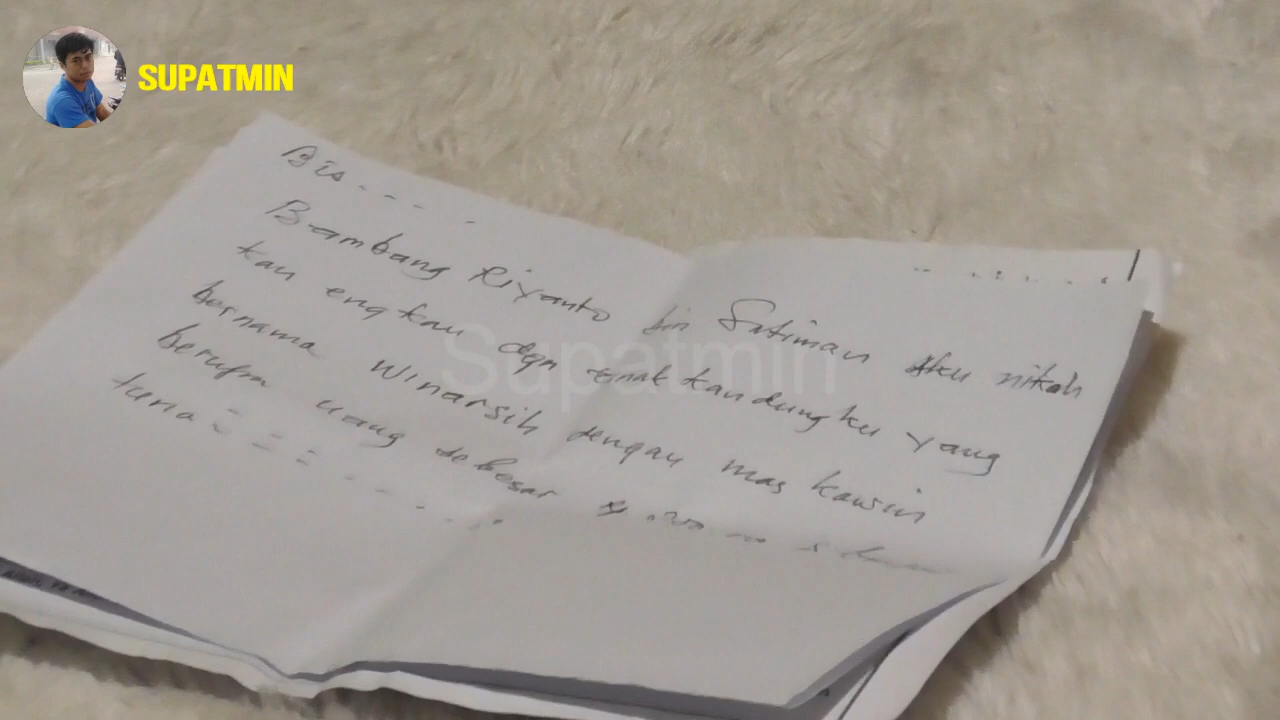 SUPATMIN
Bis....
Bambang Riyanto bin Satiman Aku nikah
kan engkau dgn anak kandungku yang
bernama Winarsih dengan mas kawin
berupa uang sebesar
tuna
Supatmin